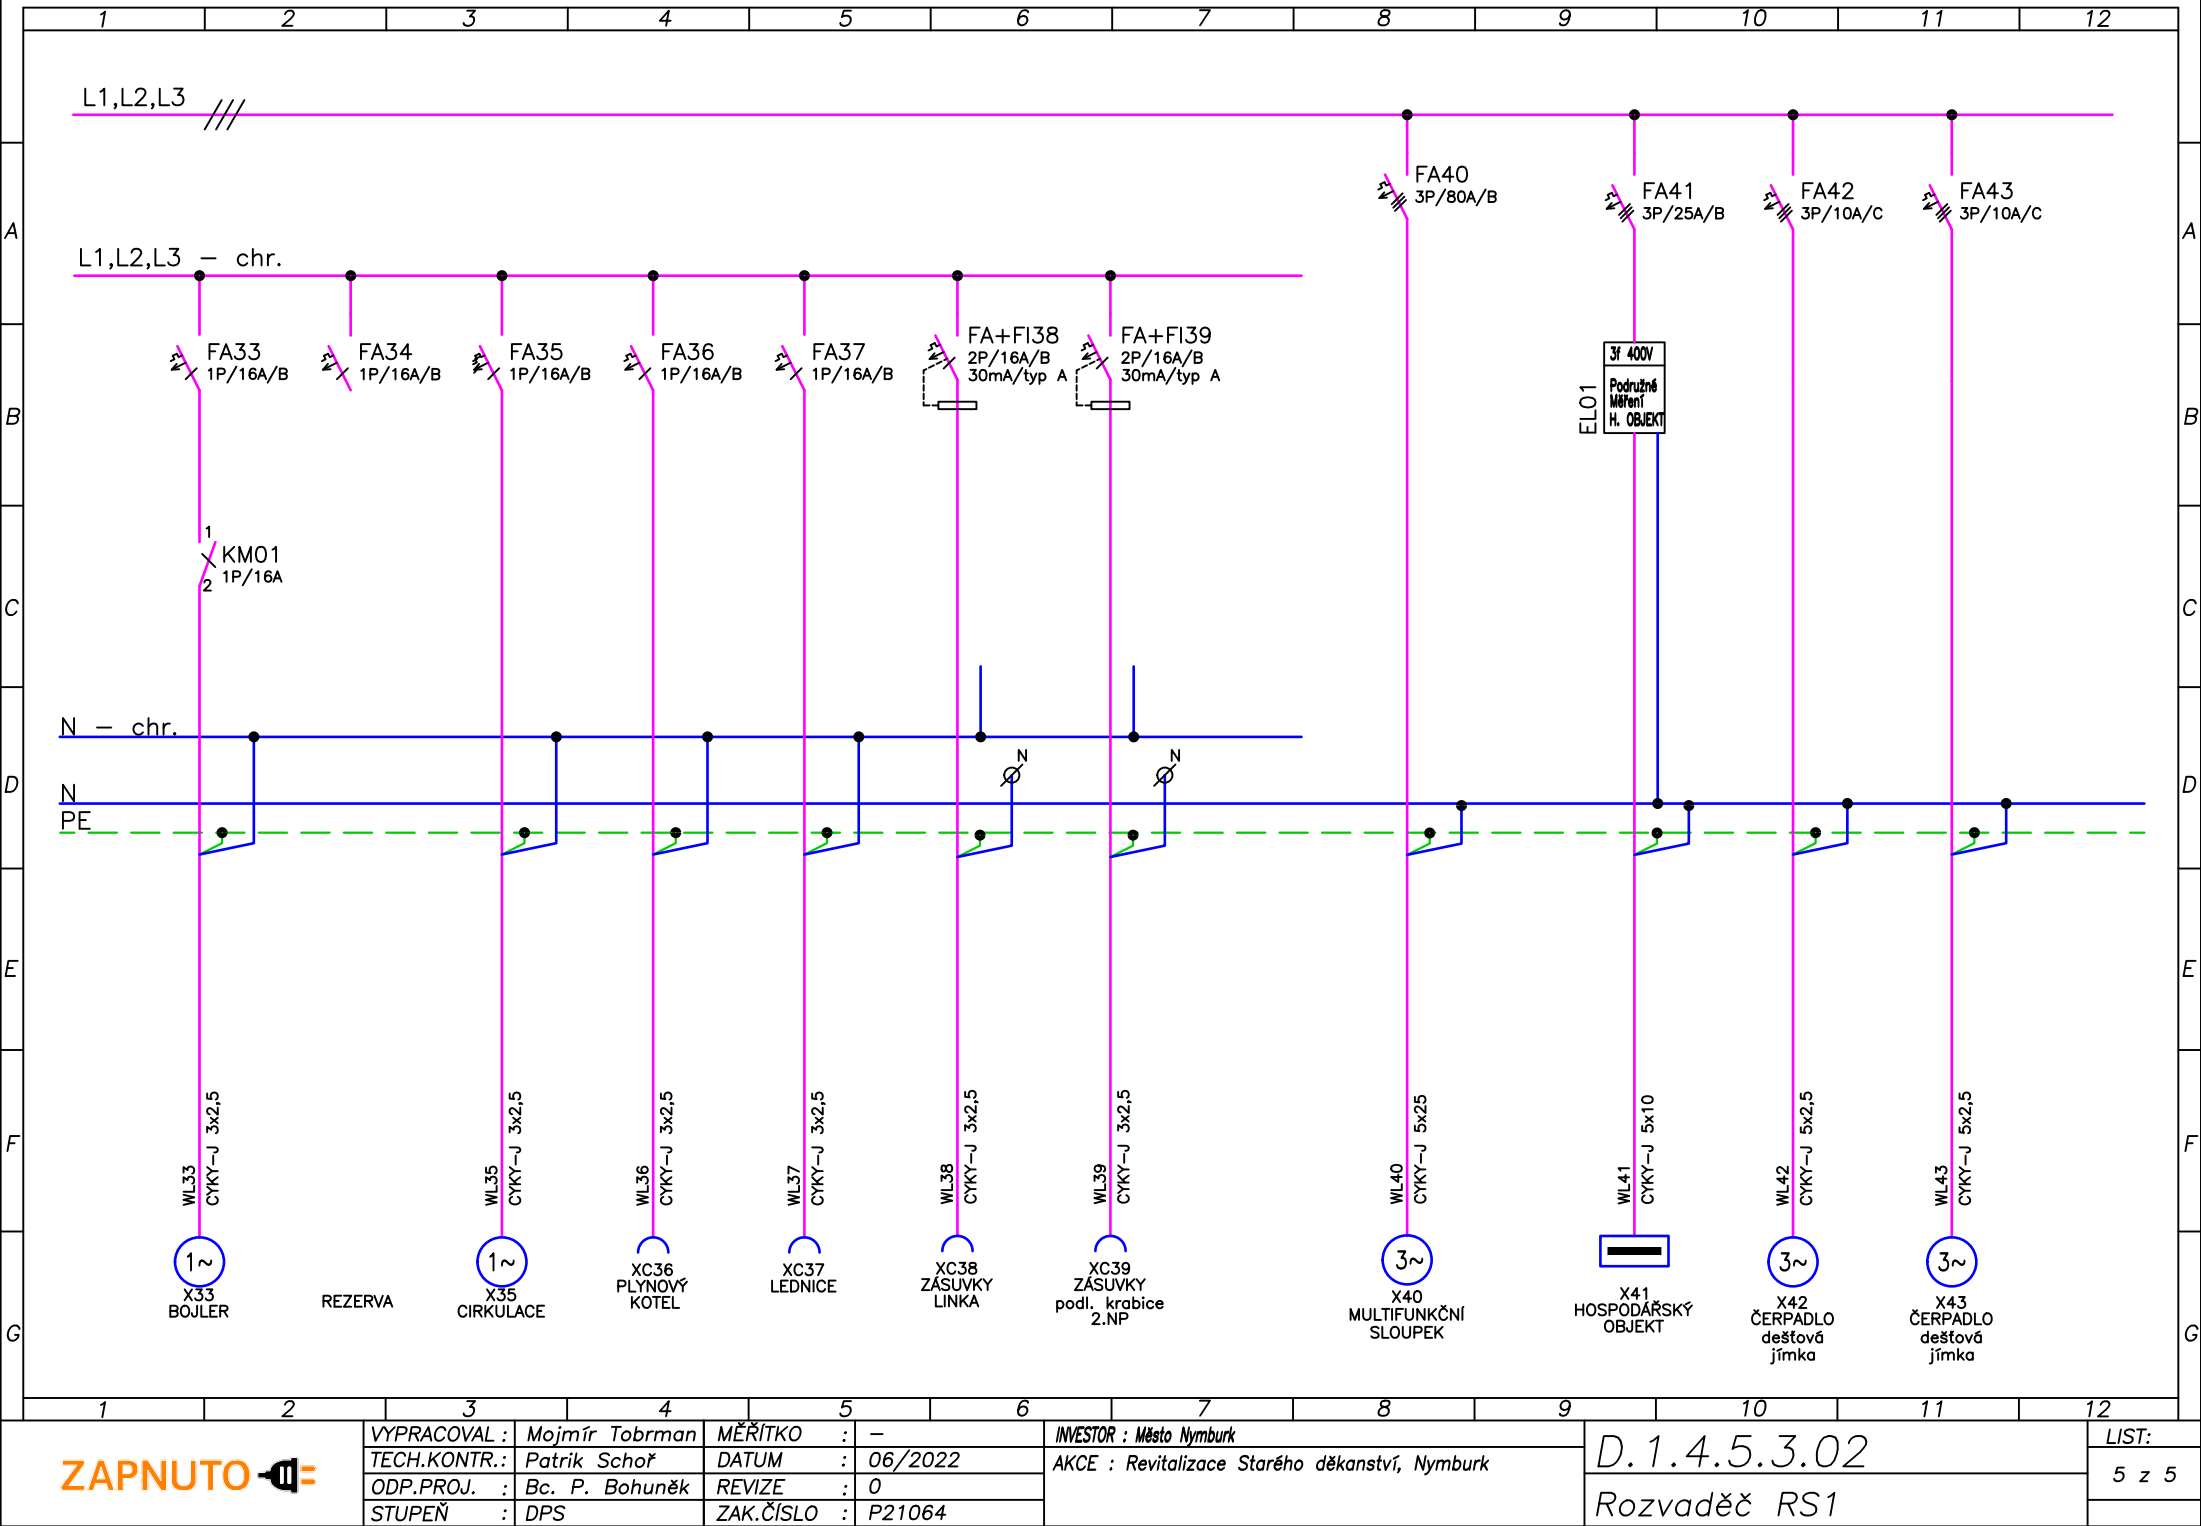 1 2 3 4 5 6 7 8 9 10 11 12
L1,L2,L3
FA40
3P/80A/B
FA41
3P/25A/B
FA42
3P/10A/C
FA43
3P/10A/C
A A
L1,L2,L3 – chr.
FA33
1P/16A/B
FA34
1P/16A/B
FA35
1P/16A/B
FA36
1P/16A/B
FA37
1P/16A/B
FA+FI38
2P/16A/B
30mA/typ A
FA+FI39
2P/16A/B
30mA/typ A
EL01
3f 400V
Podružné
Měření
H. OBJEKT
B B
1
KM01
1P/16A
2
C C
N – chr.
N
N
D D
N
PE
E E
F F
WL33
CYKY-J 3x2,5
WL35
CYKY-J 3x2,5
WL36
CYKY-J 3x2,5
WL37
CYKY-J 3x2,5
WL38
CYKY-J 3x2,5
WL39
CYKY-J 3x2,5
WL40
CYKY-J 5x25
WL41
CYKY-J 5x10
WL42
CYKY-J 5x2,5
WL43
CYKY-J 5x2,5
1~
X33
BOJLER
REZERVA
1~
X35
CIRKULACE
XC36
PLYNOVÝ
KOTEL
XC37
LEDNICE
XC38
ZÁSUVKY
LINKA
XC39
ZÁSUVKY
podl. krabice
2.NP
3~
X40
MULTIFUNKČNÍ
SLOUPEK
X41
HOSPODÁŘSKÝ
OBJEKT
3~
X42
ČERPADLO
dešťová
jímka
3~
X43
ČERPADLO
dešťová
jímka
G G
1 2 3 4 5 6 7 8 9 10 11 12
ZAPNUTO
VYPRACOVAL : Mojmír Tobrman
TECH.KONTR.: Patrik Schoř
ODP.PROJ. : Bc. P. Bohuněk
STUPEŇ : DPS
MĚŘÍTKO : –
DATUM : 06/2022
REVIZE : 0
ZAK.ČÍSLO : P21064
INVESTOR : Město Nymburk
AKCE : Revitalizace Starého děkanství, Nymburk
D.1.4.5.3.02
Rozvaděč RS1
LIST:
5 z 5